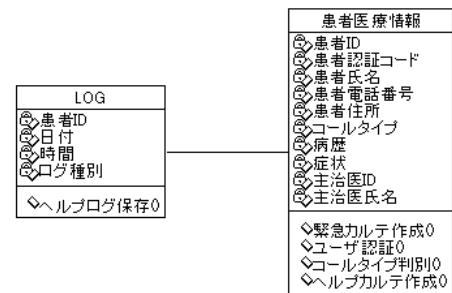 LOG
患者ID
日付
時間
ログ種別
ヘルプログ保存()
患者医療情報
患者ID
患者認証コード
患者氏名
患者電話番号
患者住所
コールタイプ
病歴
症状
主治医ID
主治医氏名
緊急カルテ作成()
ユーザ認証()
コールタイプ判別()
ヘルプカルテ作成()